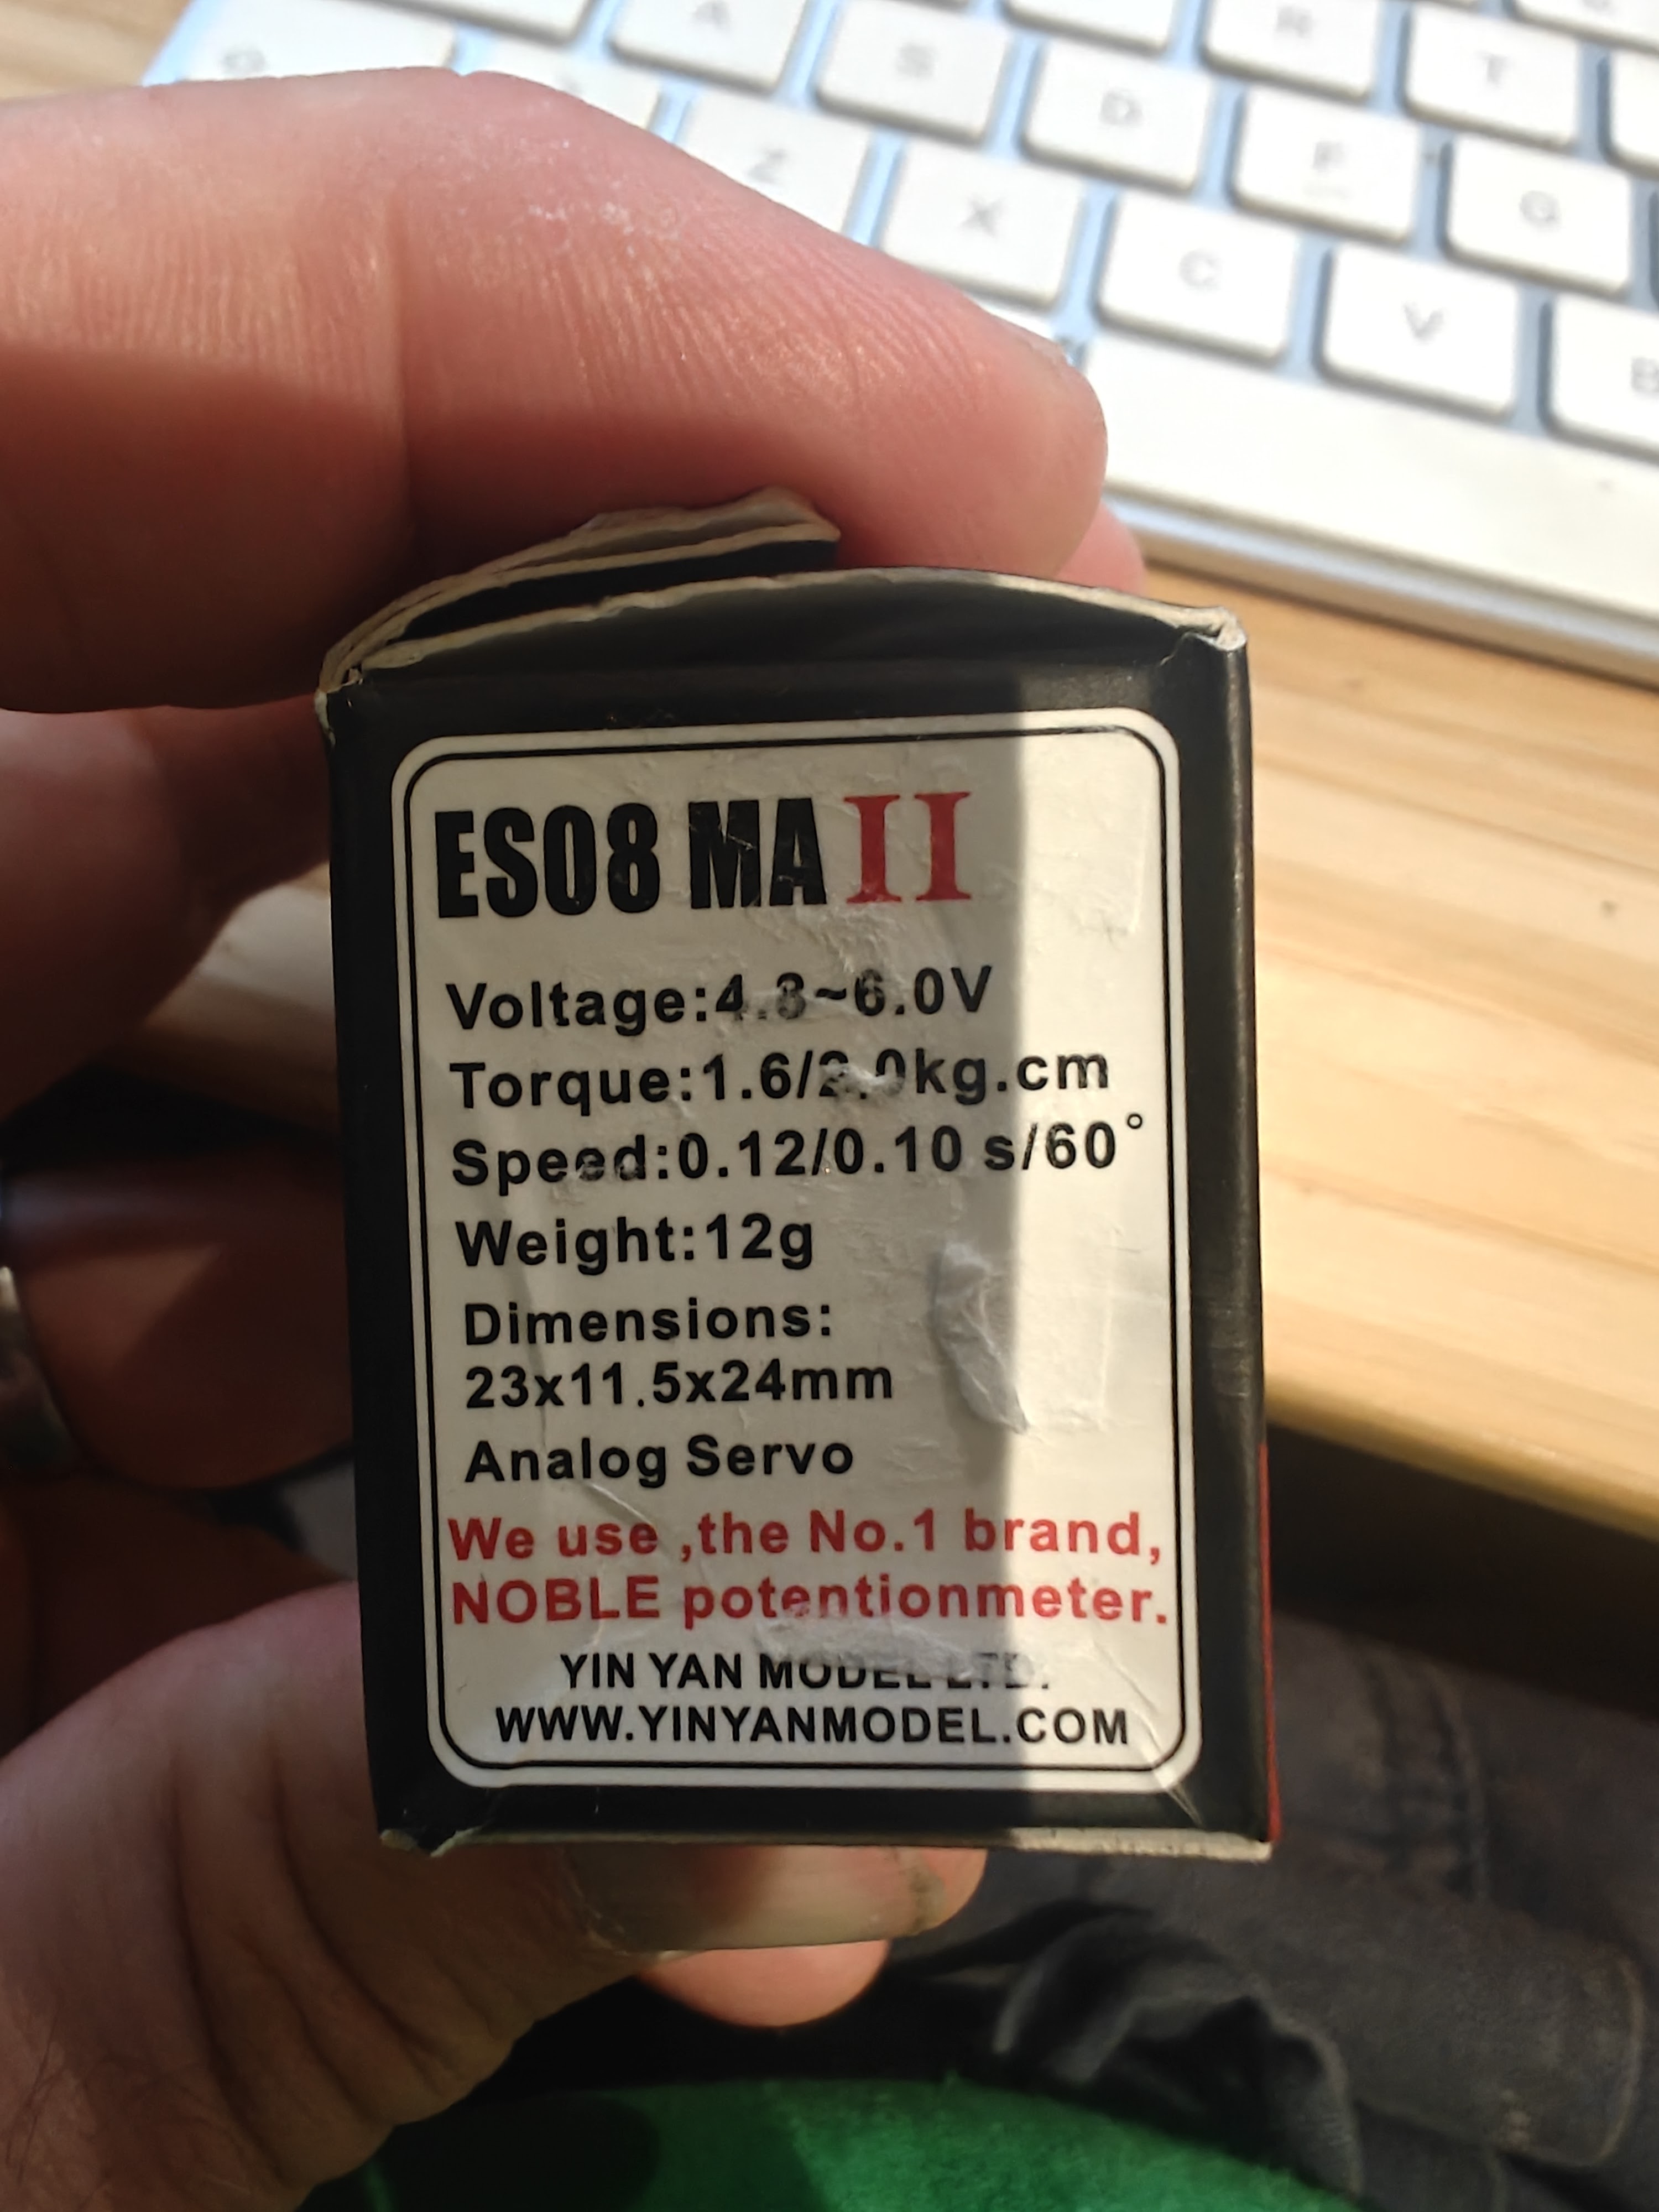 A
S
D
F
R
T
G
Z
X
C
V
B
ES08 MA II
Voltage:4.8~6.0V
Torque:1.6/2.0kg.cm
Speed:0.12/0.10 s/60°
Weight:12g
Dimensions:
23x11.5x24mm
Analog Servo
We use ,the No.1 brand,
NOBLE potentionmeter.
YIN YAN MODEL LTD.
WWW.YINYANMODEL.COM